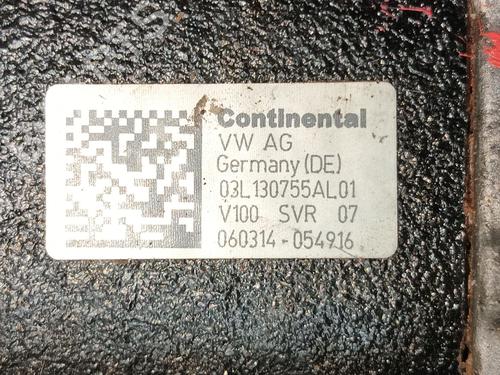 Continental
VW AG
Germany (DE)
03L130755AL01
V100 SVR 07
060314-054916